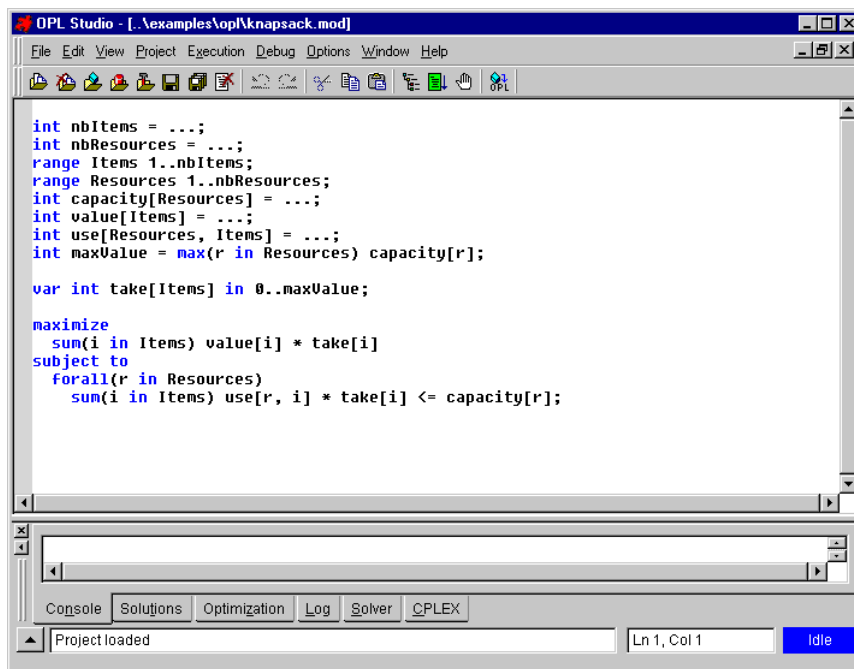 OPL Studio - [..\examples\opl\knapsack.mod]
File Edit View Project Execution Debug Options Window Help
OPL
int nbItems = ...;
int nbResources = ...;
range Items 1..nbItems;
range Resources 1..nbResources;
int capacity[Resources] = ...;
int value[Items] = ...;
int use[Resources, Items] = ...;
int maxValue = max(r in Resources) capacity[r];
var int take[Items] in 0..maxValue;
maximize
sum(i in Items) value[i] * take[i]
subject to
forall(r in Resources)
sum(i in Items) use[r, i] * take[i] <= capacity[r];
Console Solutions Optimization Log Solver CPLEX
Project loaded Ln 1, Col 1 Idle